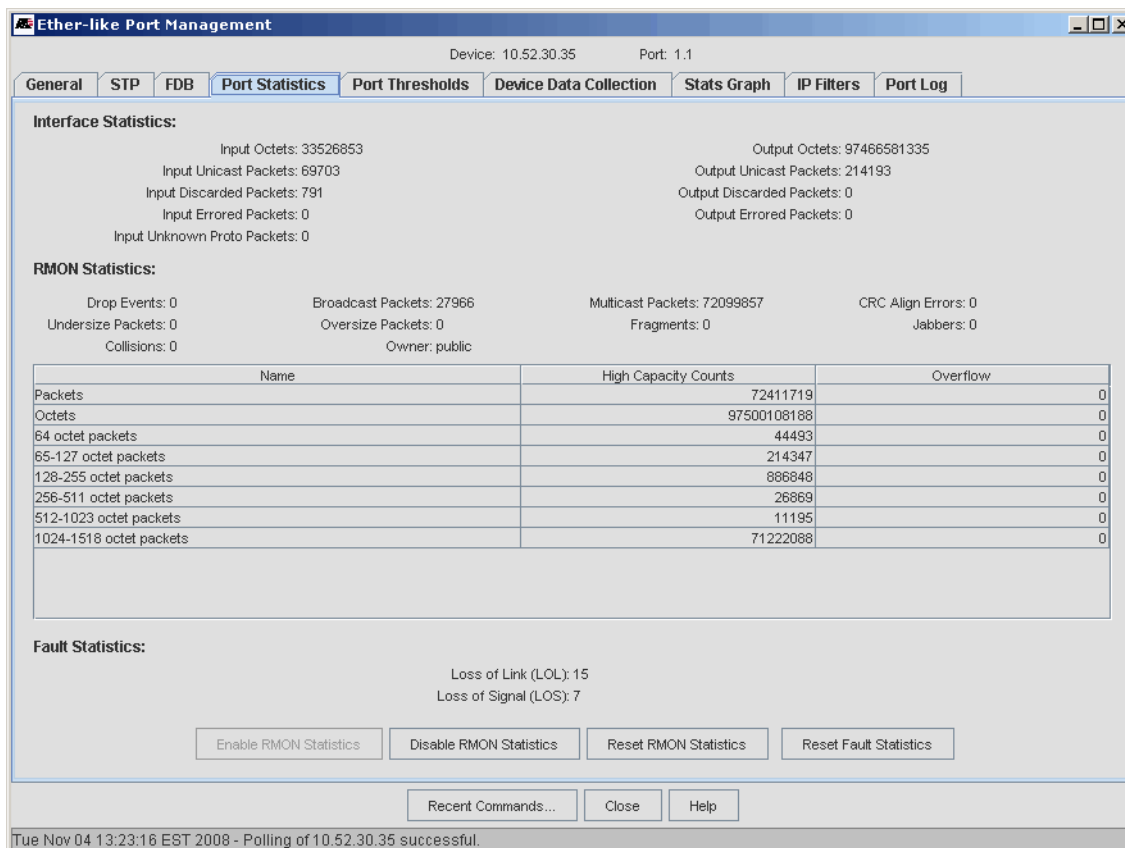 Ether-like Port Management
Device: 10.52.30.35 Port: 1.1
General STP FDB Port Statistics Port Thresholds Device Data Collection Stats Graph IP Filters Port Log
Interface Statistics:
Input Octets: 33526853 Output Octets: 97466581335
Input Unicast Packets: 69703 Output Unicast Packets: 214193
Input Discarded Packets: 791 Output Discarded Packets: 0
Input Errored Packets: 0 Output Errored Packets: 0
Input Unknown Proto Packets: 0
RMON Statistics:
Drop Events: 0 Broadcast Packets: 27966 Multicast Packets: 72099857 CRC Align Errors: 0
Undersize Packets: 0 Oversize Packets: 0 Fragments: 0 Jabbers: 0
Collisions: 0 Owner: public
Name High Capacity Counts Overflow
Packets 72411719 0
Octets 97500108188 0
64 octet packets 44493 0
65-127 octet packets 214347 0
128-255 octet packets 886848 0
256-511 octet packets 26869 0
512-1023 octet packets 11195 0
1024-1518 octet packets 71222088 0
Fault Statistics:
Loss of Link (LOL): 15
Loss of Signal (LOS): 7
Enable RMON Statistics Disable RMON Statistics Reset RMON Statistics Reset Fault Statistics
Recent Commands... Close Help
Tue Nov 04 13:23:16 EST 2008 - Polling of 10.52.30.35 successful.